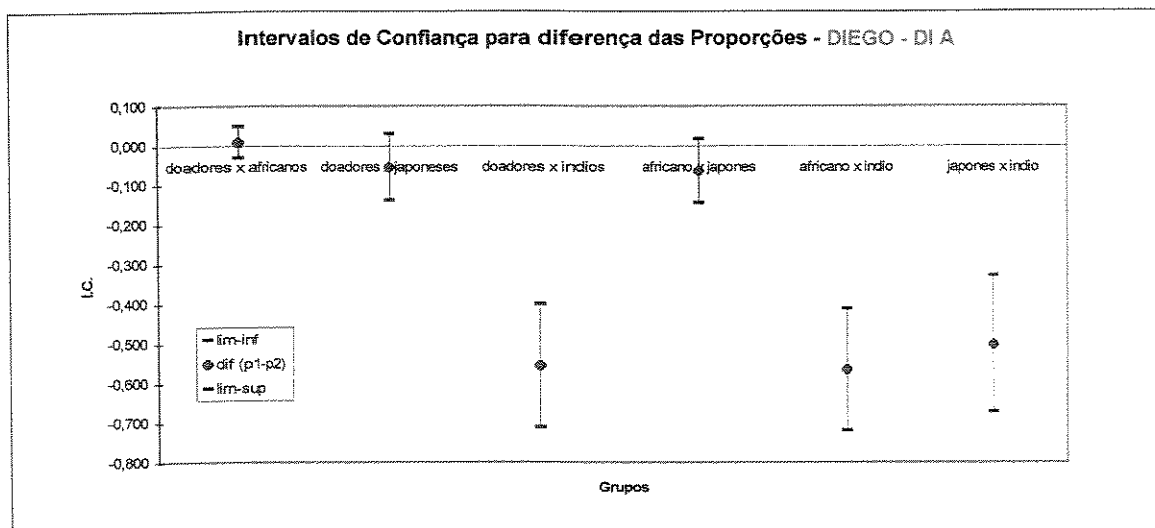 Intervalos de Confiança para diferença das Proporções - DIEGO - DI A
0,100
0,000
-0,100
-0,200
-0,300
-0,400
-0,500
-0,600
-0,700
-0,800
I.C.
doadores x africanos
doadores x japoneses
doadores x indios
africano x japones
africano x indio
japones x indio
lim-inf
dif (p1-p2)
lim-sup
Grupos